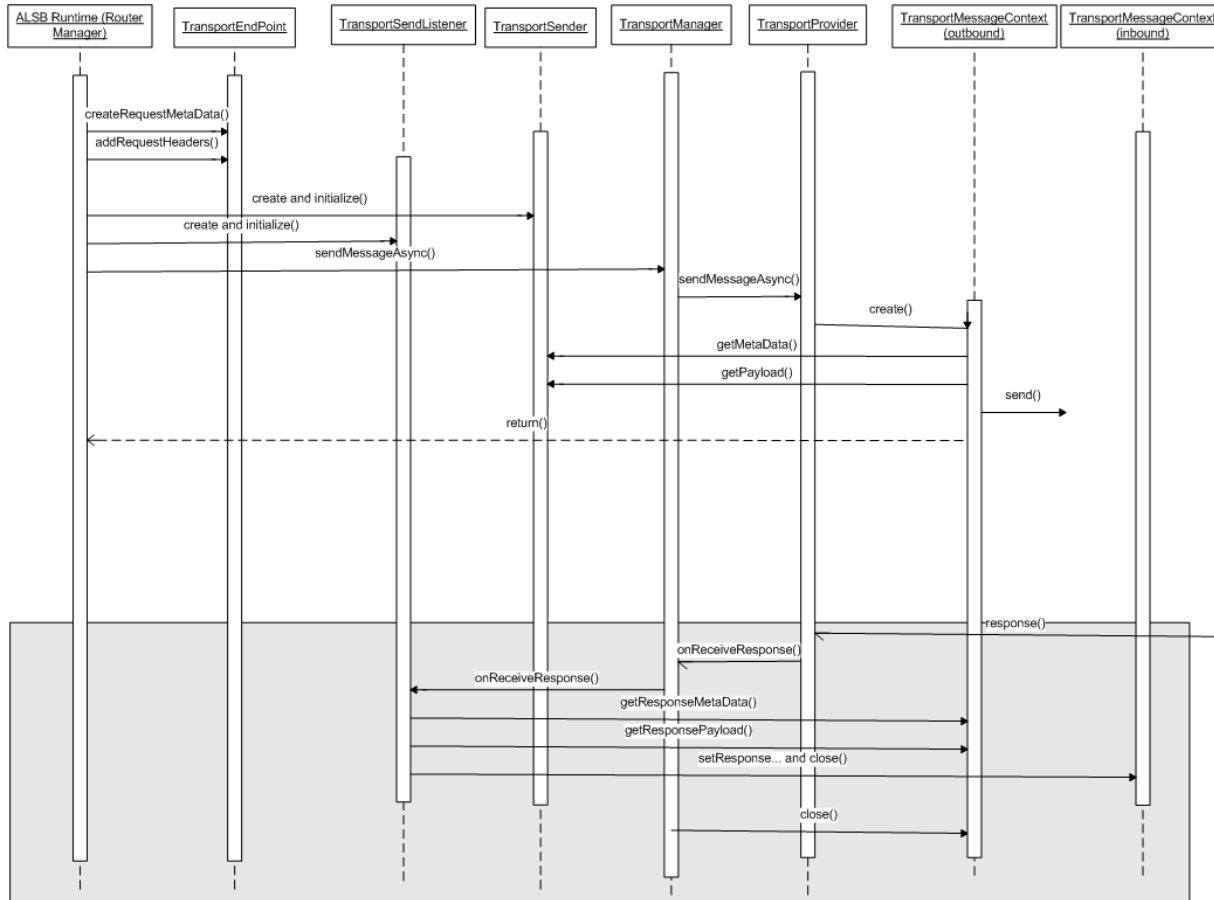 ALSB Runtime (Router
Manager)
TransportEndPoint
TransportSendListener
TransportSender
TransportManager
TransportProvider
TransportMessageContext
(outbound)
TransportMessageContext
(inbound)
createRequestMetaData()
addRequestHeaders()
create and initialize()
create and initialize()
sendMessageAsync()
sendMessageAsync()
create()
getMetaData()
getPayload()
send()
return()
response()
onReceiveResponse()
onReceiveResponse()
getResponseMetaData()
getResponsePayload()
setResponse... and close()
close()